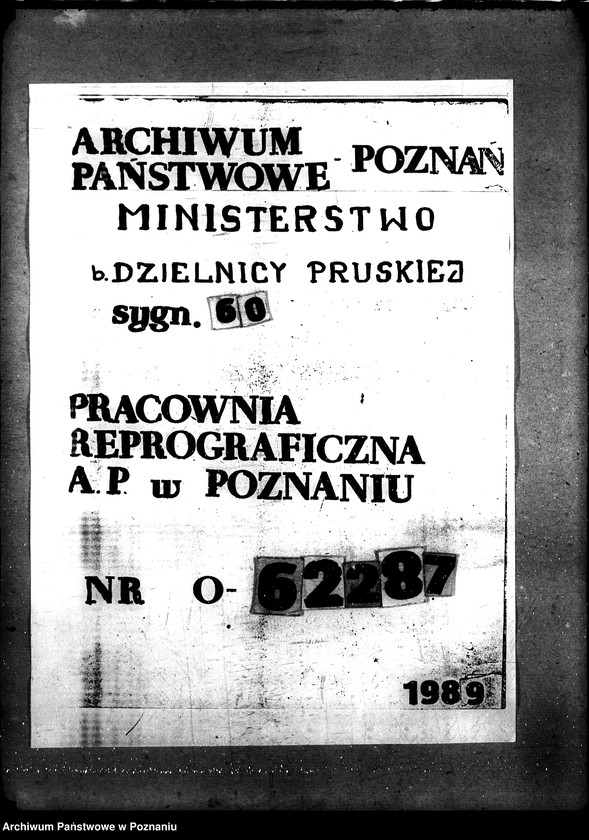 ARCHIWUM
PAŃSTWOWE - POZNAŃ
MINISTERSTWO
b. DZIELNICY PRUSKIEJ
sygn. 60
PRACOWNIA
REPROGRAFICZNA
A.P. w POZNANIU
NR O-62287
1989
Archiwum Państwowe w Poznaniu